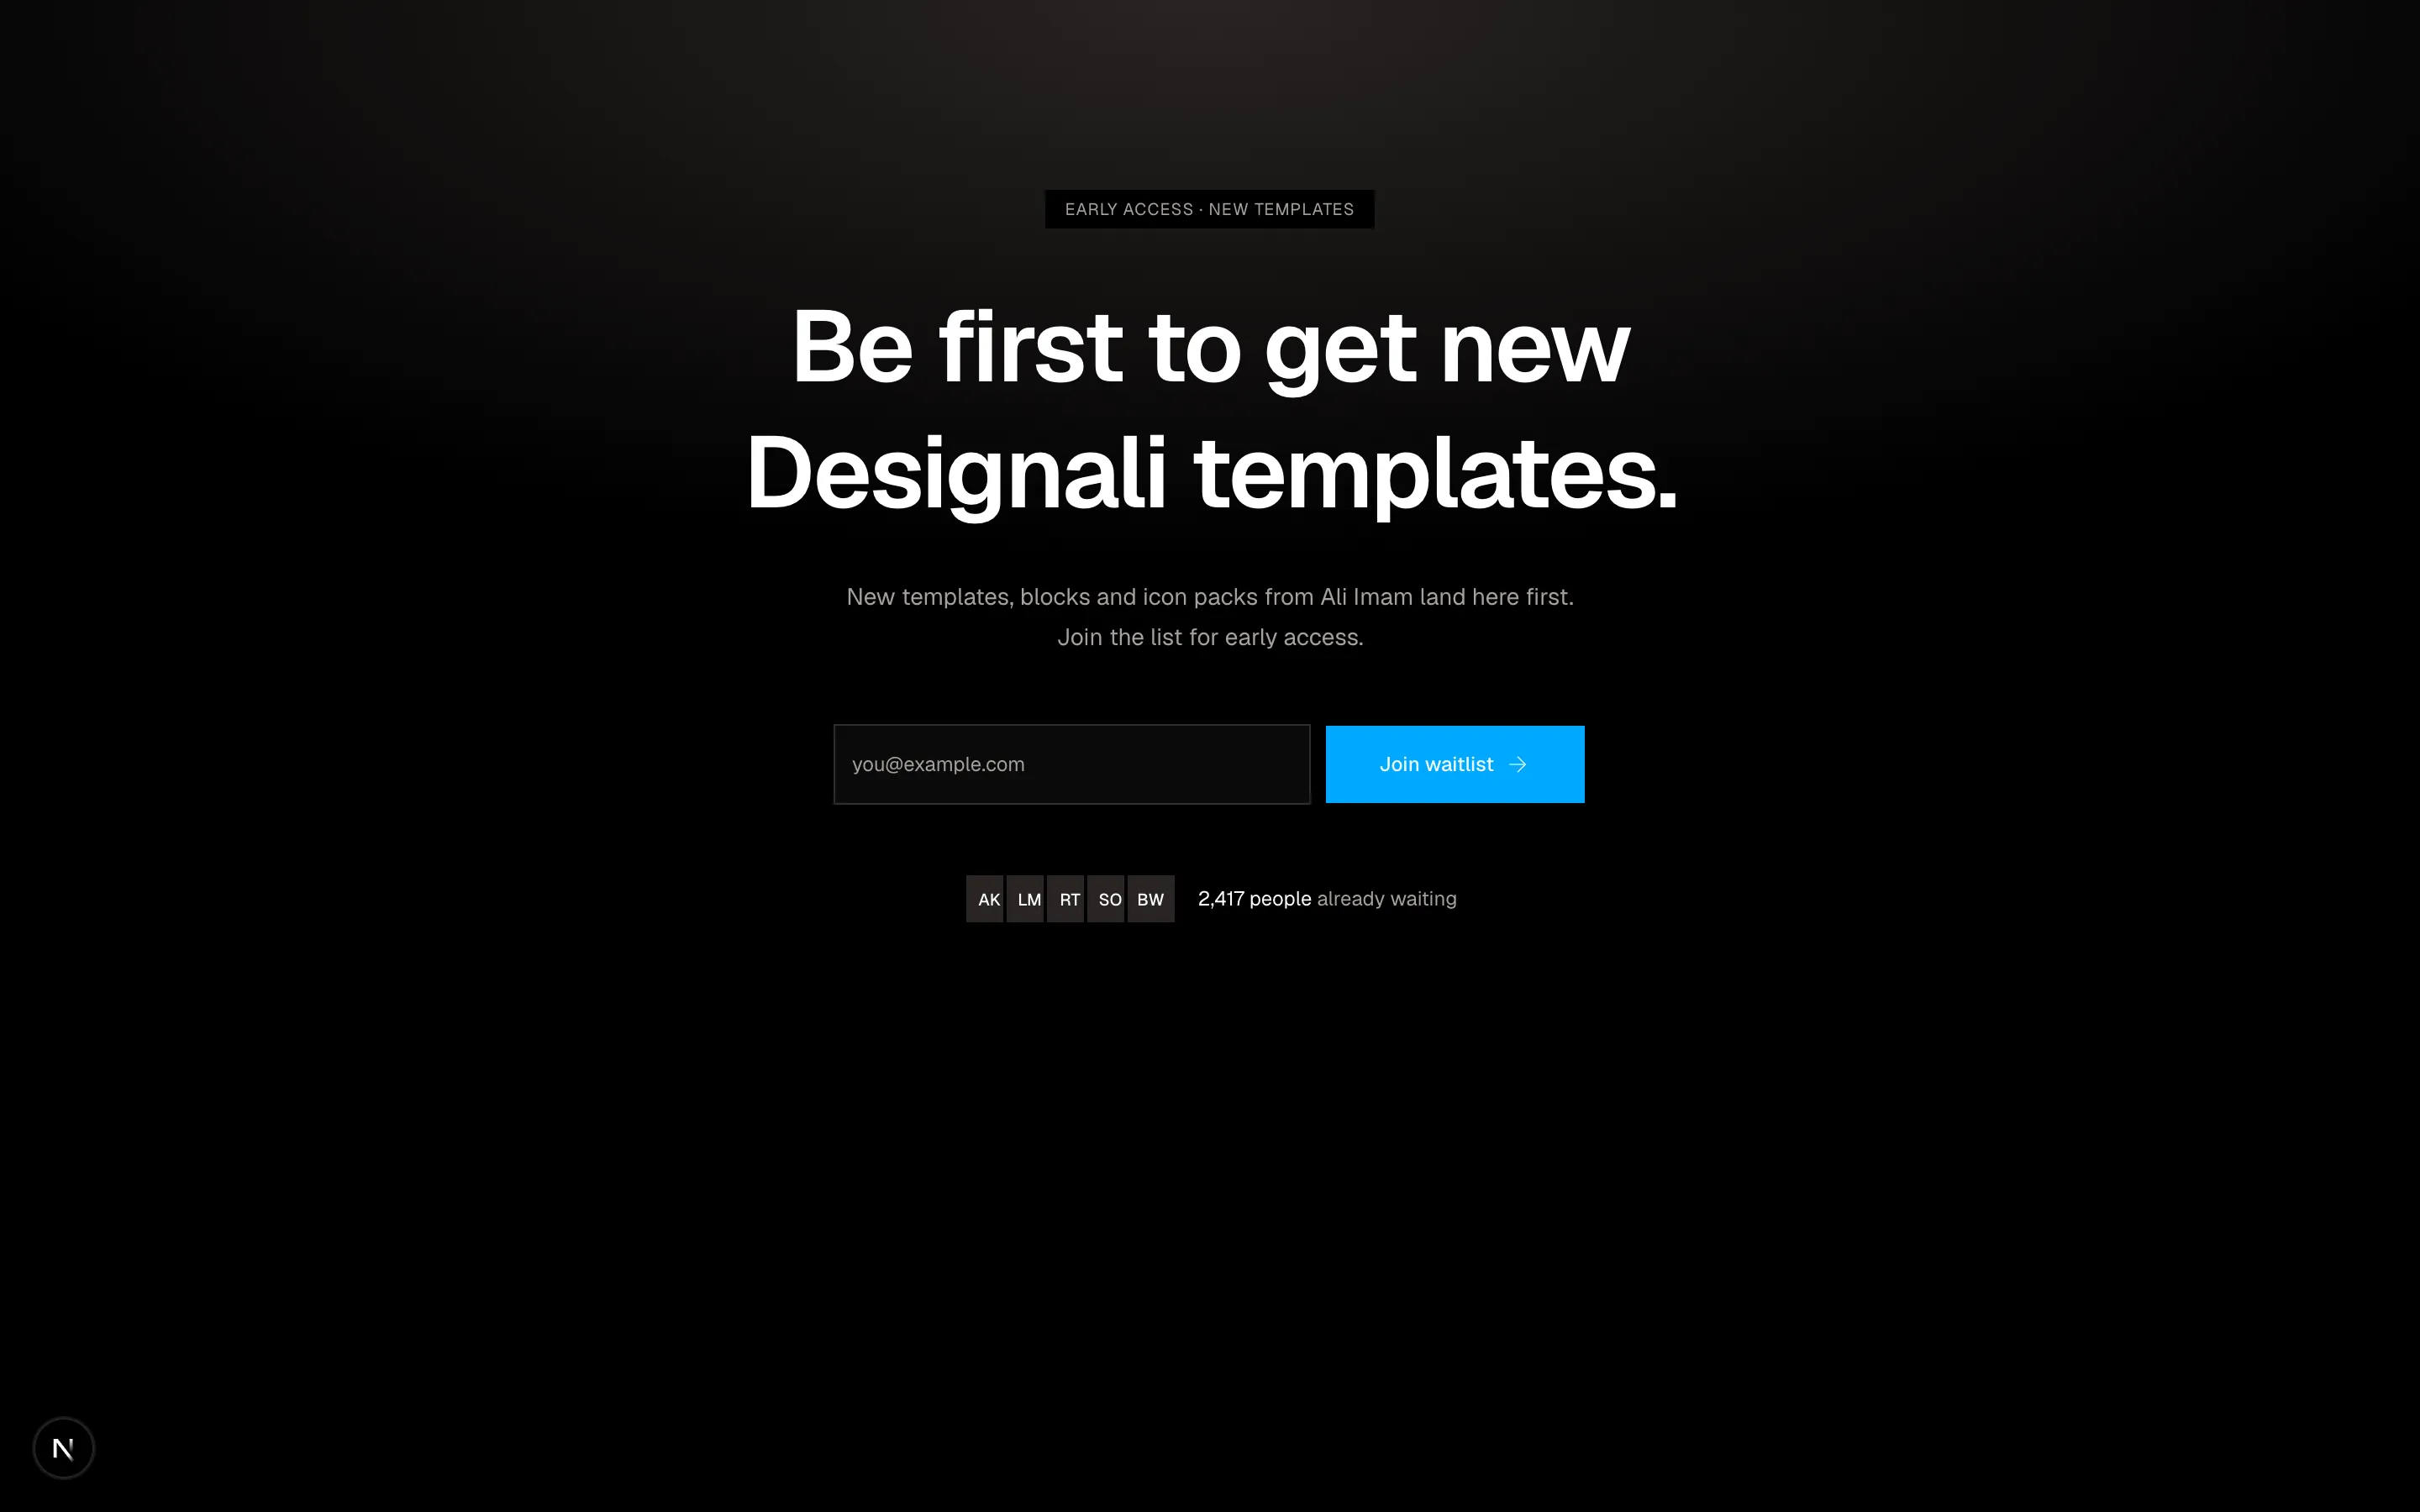 EARLY ACCESS · NEW TEMPLATES
Be first to get new
Designali templates.
New templates, blocks and icon packs from Ali Imam land here first.
Join the list for early access.
you@example.com
Join waitlist →
AK LM RT SO BW 2,417 people already waiting
N